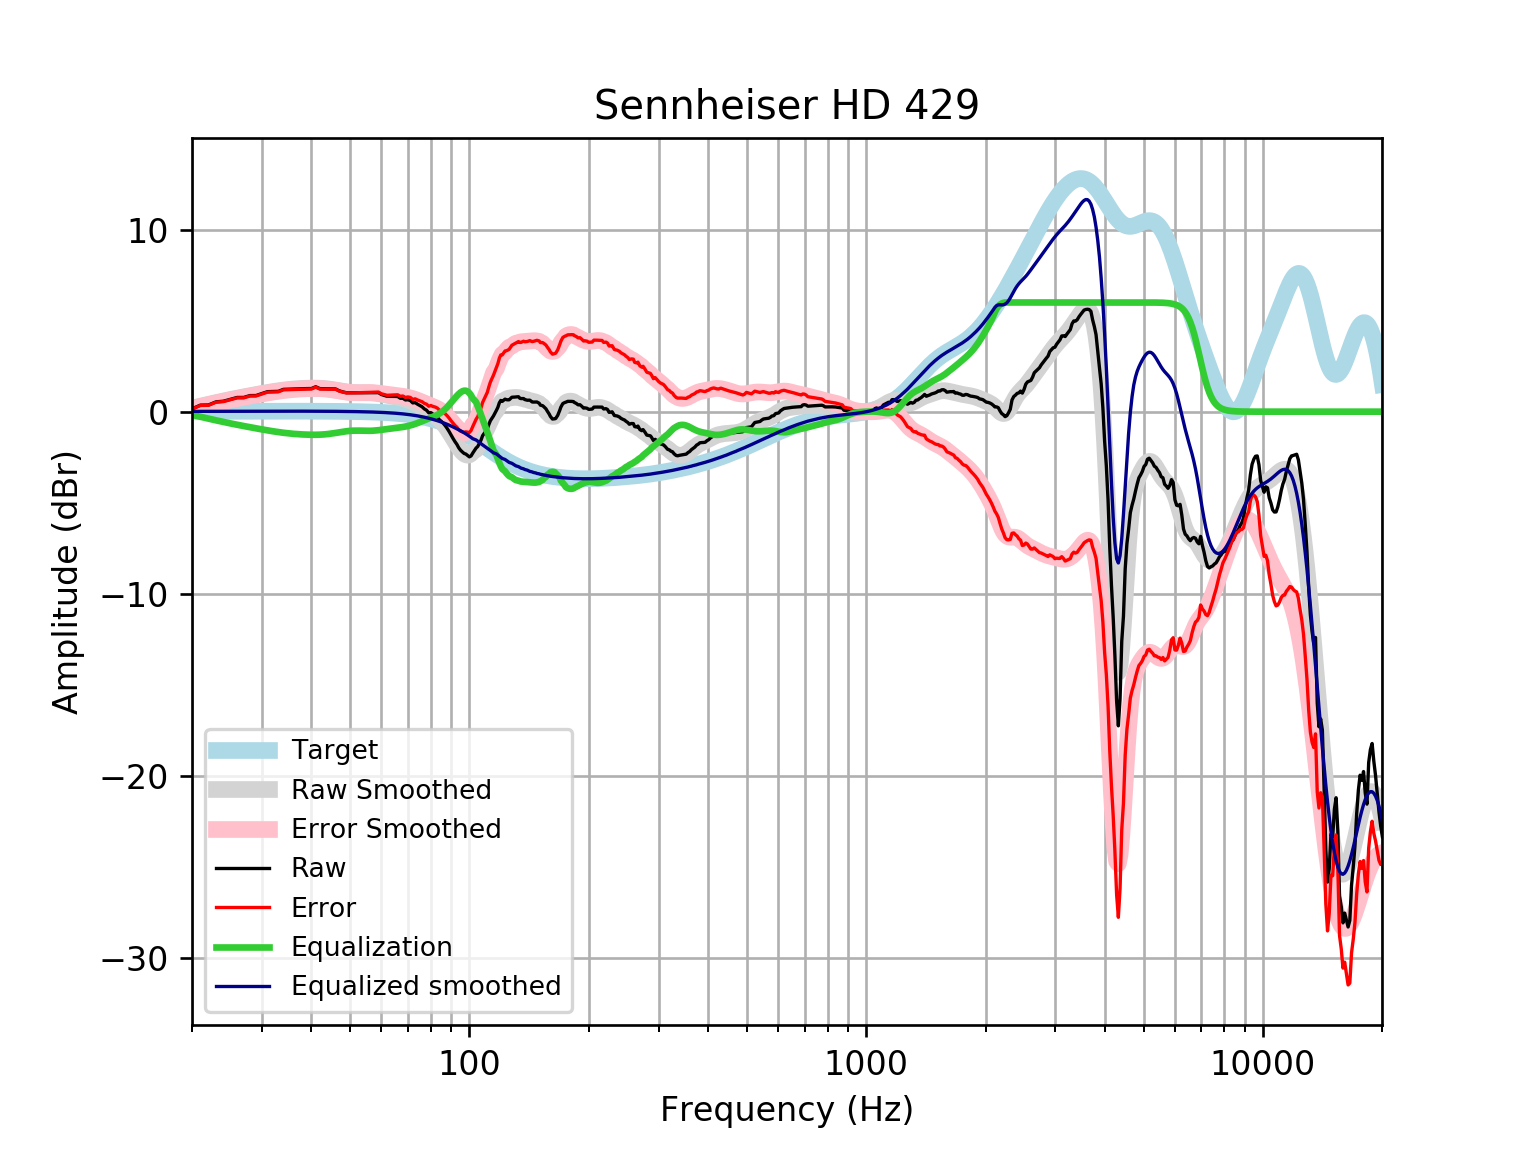 Sennheiser HD 429
Amplitude (dBr)
10
0
−10
−20
−30
Target
Raw Smoothed
Error Smoothed
Raw
Error
Equalization
Equalized smoothed
100 1000 10000
Frequency (Hz)